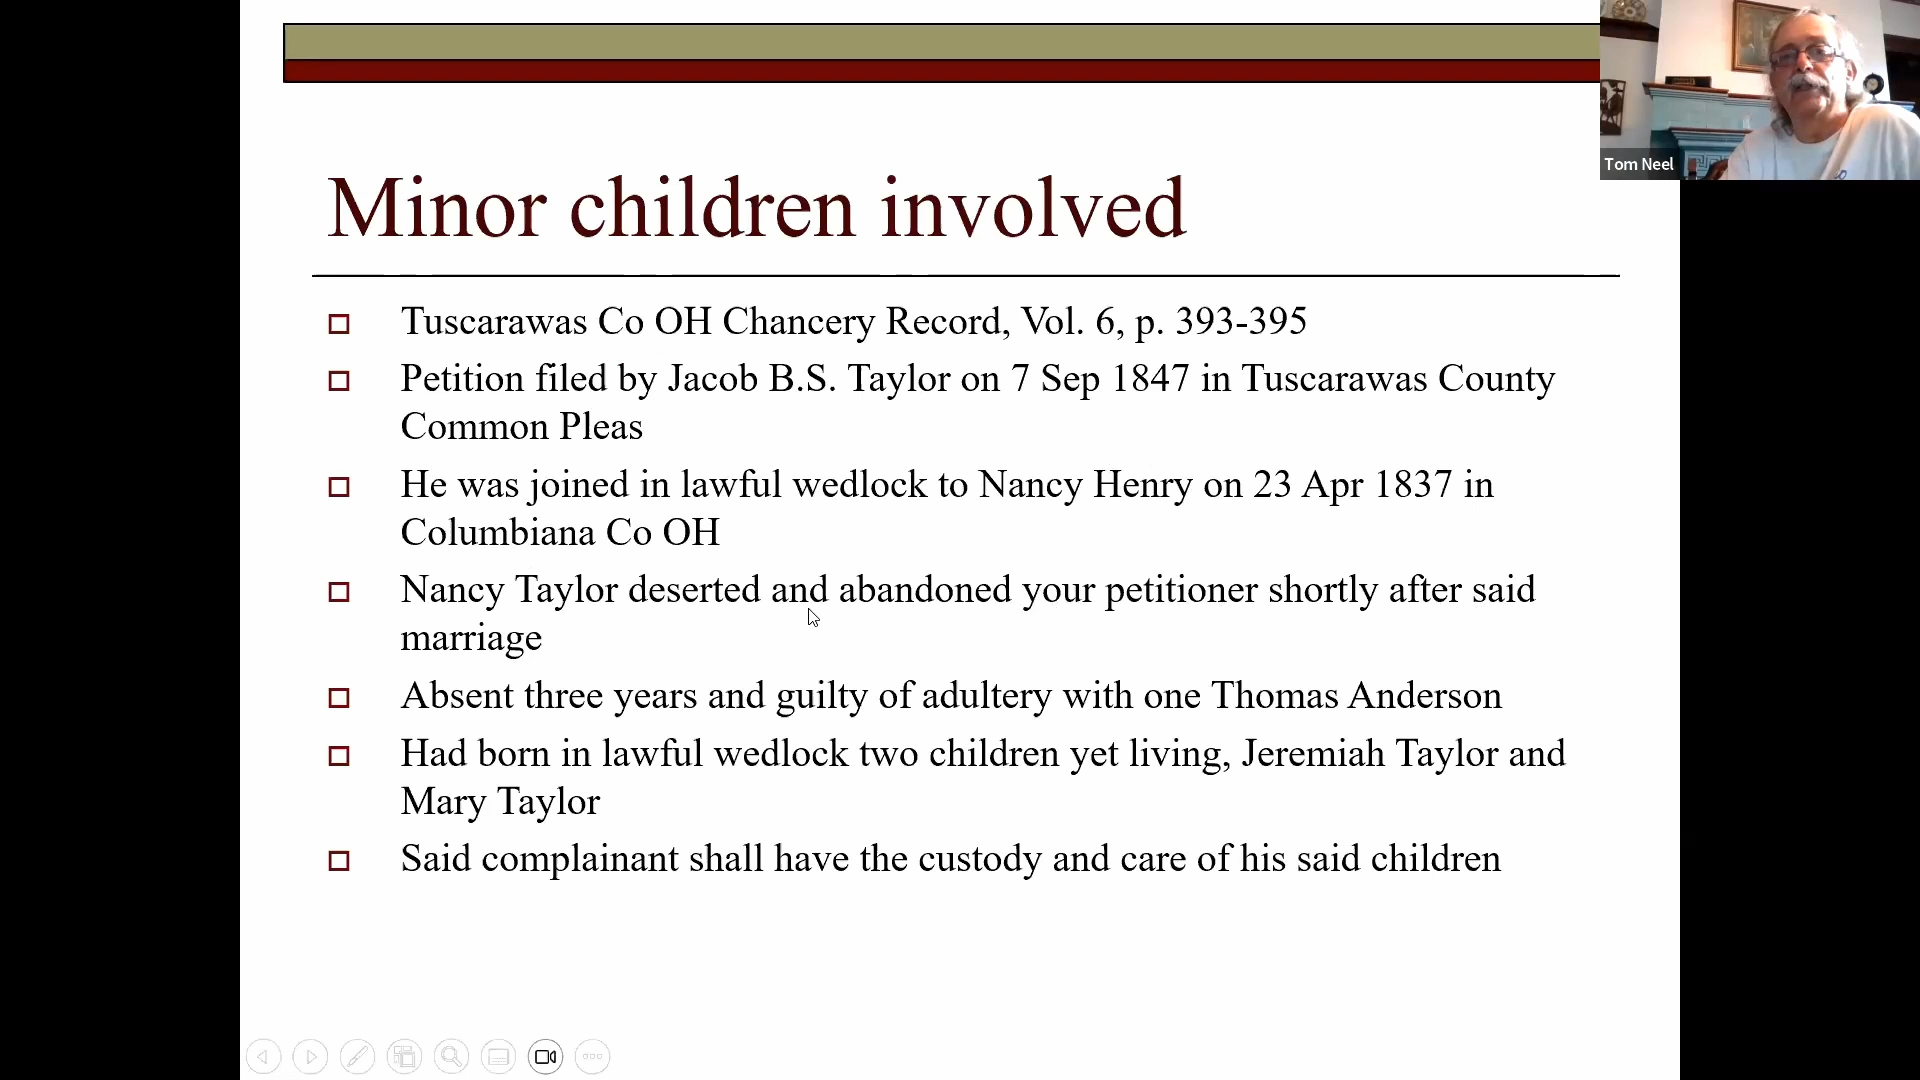 Tom Neel
Minor children involved
Tuscarawas Co OH Chancery Record, Vol. 6, p. 393-395
Petition filed by Jacob B.S. Taylor on 7 Sep 1847 in Tuscarawas County
Common Pleas
He was joined in lawful wedlock to Nancy Henry on 23 Apr 1837 in
Columbiana Co OH
Nancy Taylor deserted and abandoned your petitioner shortly after said
marriage
Absent three years and guilty of adultery with one Thomas Anderson
Had born in lawful wedlock two children yet living, Jeremiah Taylor and
Mary Taylor
Said complainant shall have the custody and care of his said children